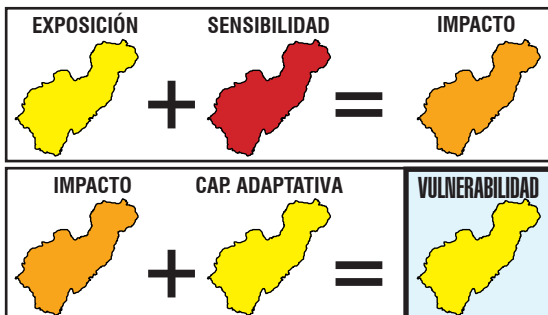 EXPOSICIÓN SENSIBILIDAD IMPACTO
+ =
IMPACTO CAP. ADAPTATIVA VULNERABILIDAD
+ =